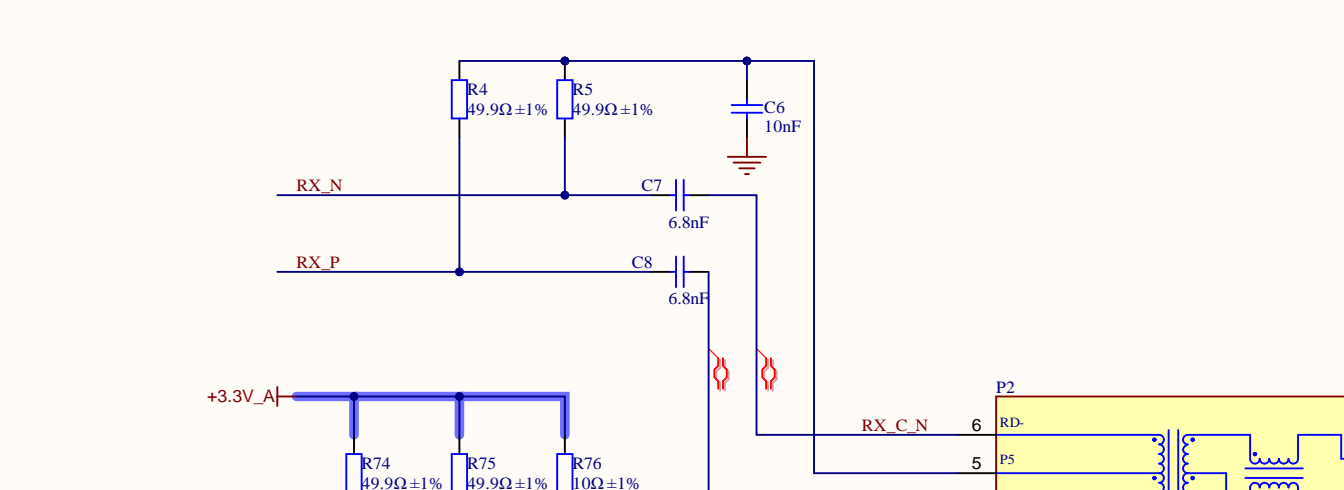 R4
49.9Ω±1%
R5
49.9Ω±1%
C6
10nF
RX_N
C7
6.8nF
RX_P
C8
6.8nF
+3.3V_A
P2
RX_C_N
6
RD-
5
P5
R74
49.9Ω±1%
R75
49.9Ω±1%
R76
10Ω±1%